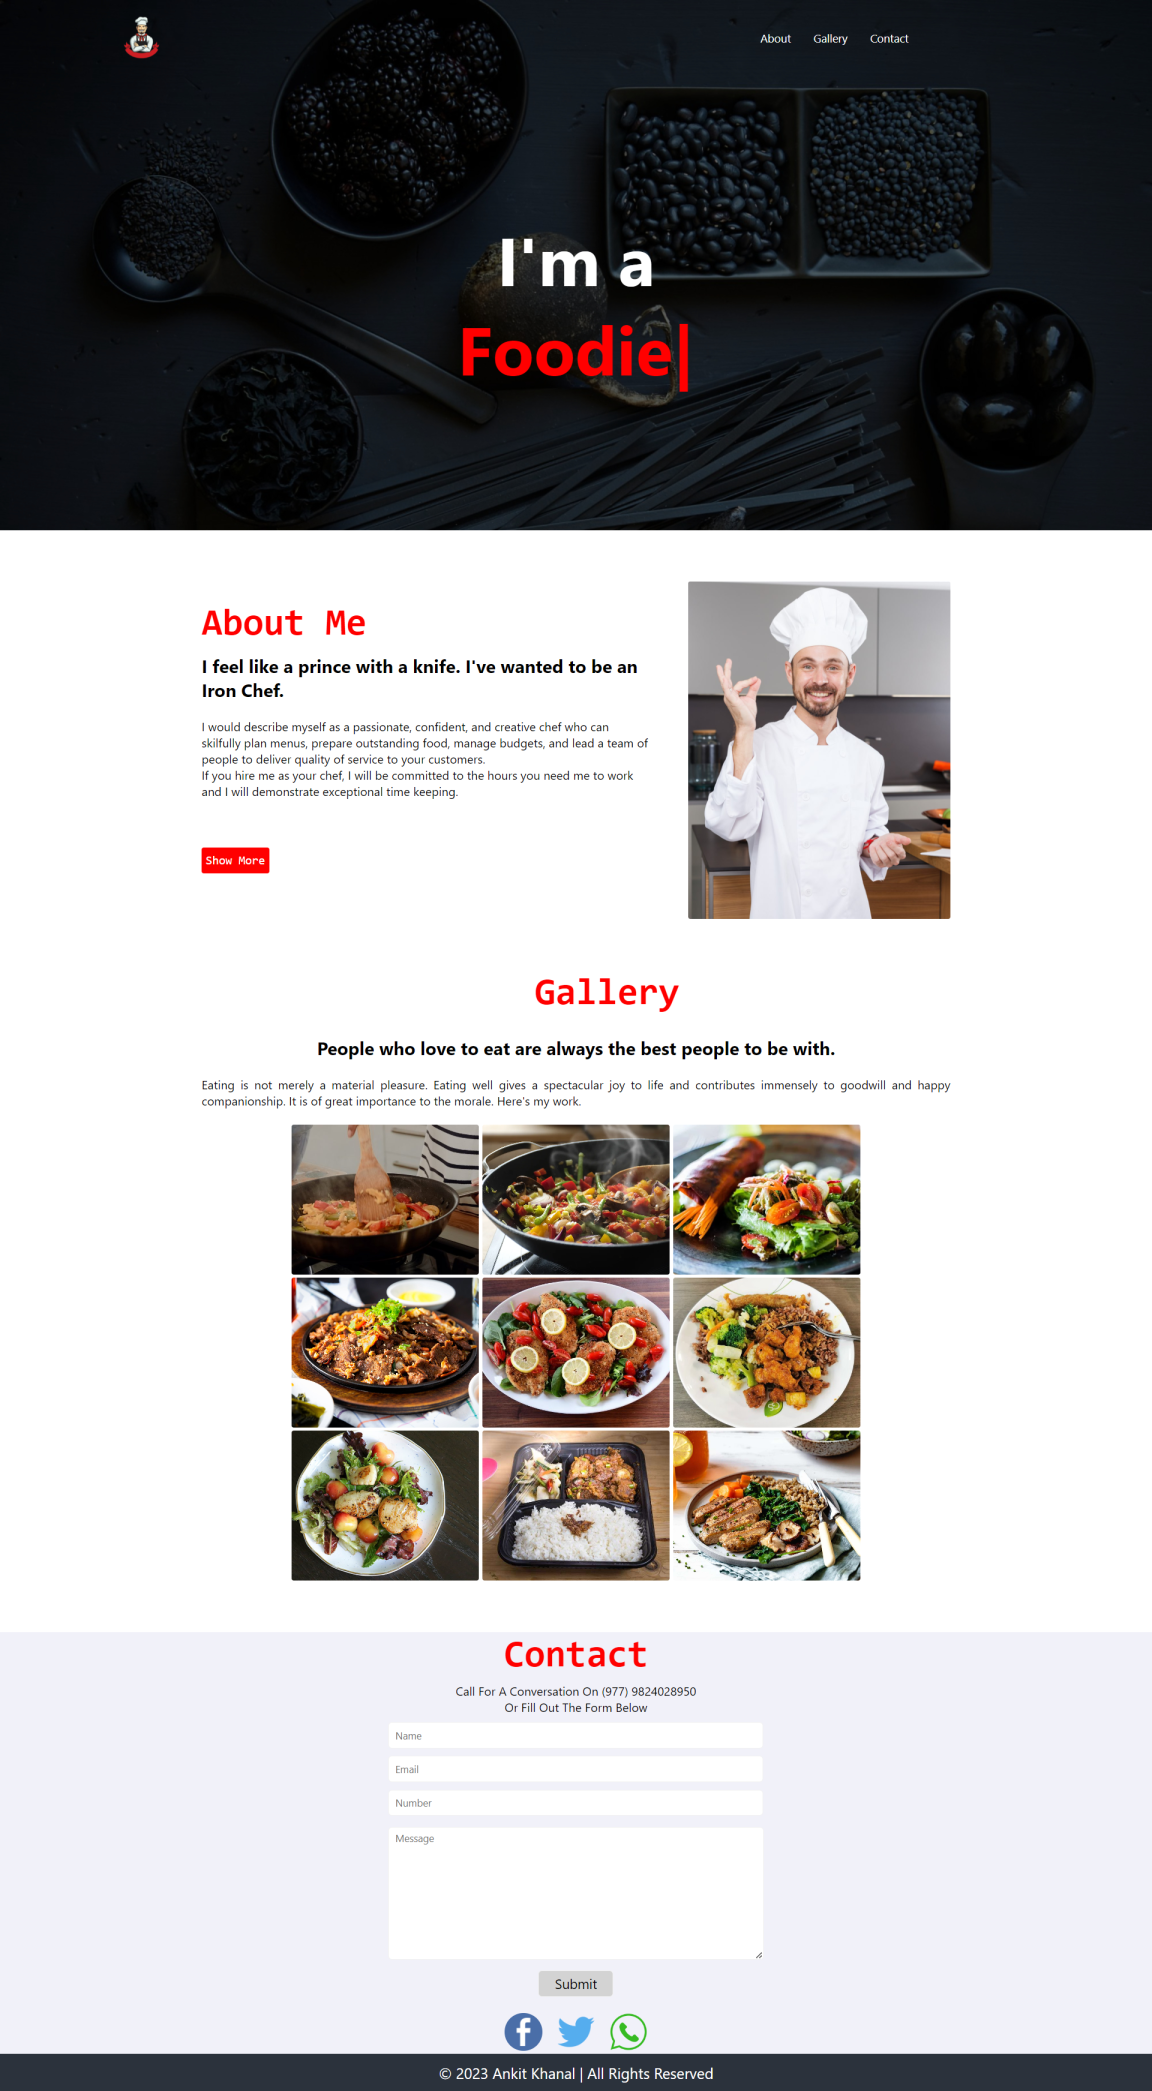 About Gallery Contact
I'm a
Foodie|
About Me
I feel like a prince with a knife. I've wanted to be an
Iron Chef.
I would describe myself as a passionate, confident, and creative chef who can
skilfully plan menus, prepare outstanding food, manage budgets, and lead a team of
people to deliver quality of service to your customers.
If you hire me as your chef, I will be committed to the hours you need me to work
and I will demonstrate exceptional time keeping.
Show More
Gallery
People who love to eat are always the best people to be with.
Eating is not merely a material pleasure. Eating well gives a spectacular joy to life and contributes immensely to goodwill and happy
companionship. It is of great importance to the morale. Here's my work.
Contact
Call For A Conversation On (977) 9824028950
Or Fill Out The Form Below
Name
Email
Number
Message
Submit
© 2023 Ankit Khanal | All Rights Reserved